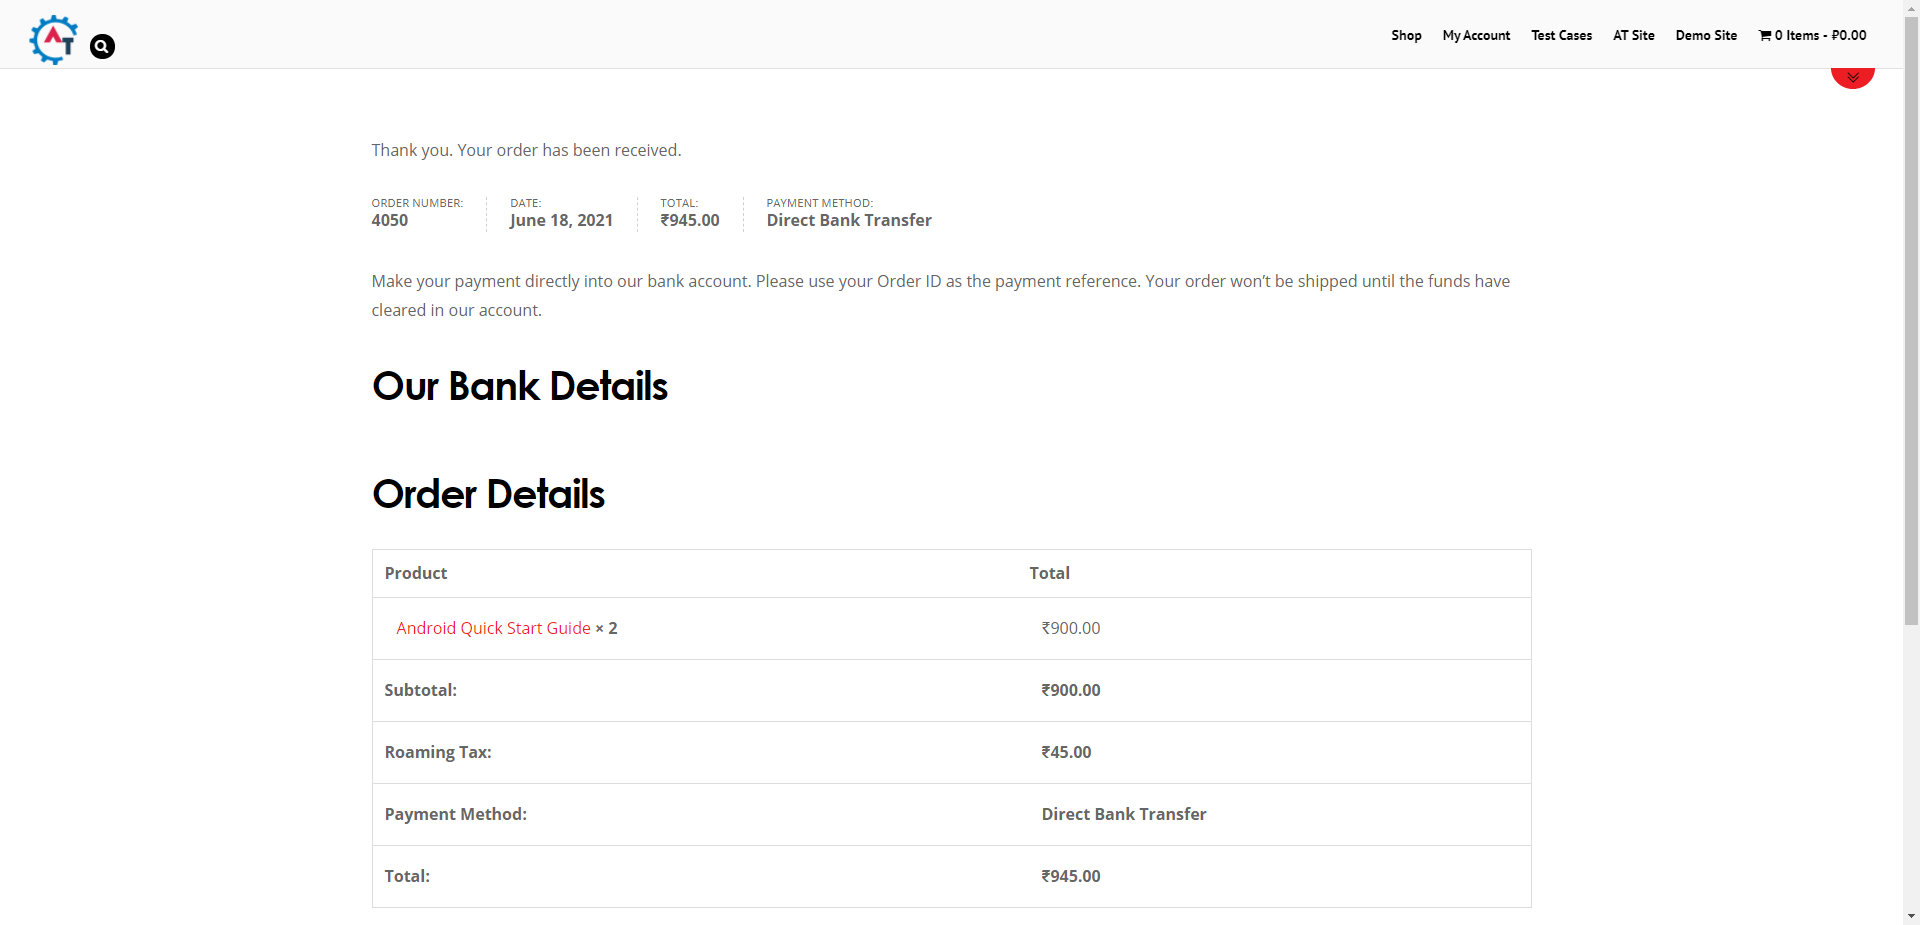 AT
Shop My Account Test Cases AT Site Demo Site 0 Items - ₽0.00
Thank you. Your order has been received.
ORDER NUMBER: DATE: TOTAL: PAYMENT METHOD:
4050 June 18, 2021 ₹945.00 Direct Bank Transfer
Make your payment directly into our bank account. Please use your Order ID as the payment reference. Your order won’t be shipped until the funds have
cleared in our account.
Our Bank Details
Order Details
Product Total
Android Quick Start Guide × 2 ₹900.00
Subtotal: ₹900.00
Roaming Tax: ₹45.00
Payment Method: Direct Bank Transfer
Total: ₹945.00